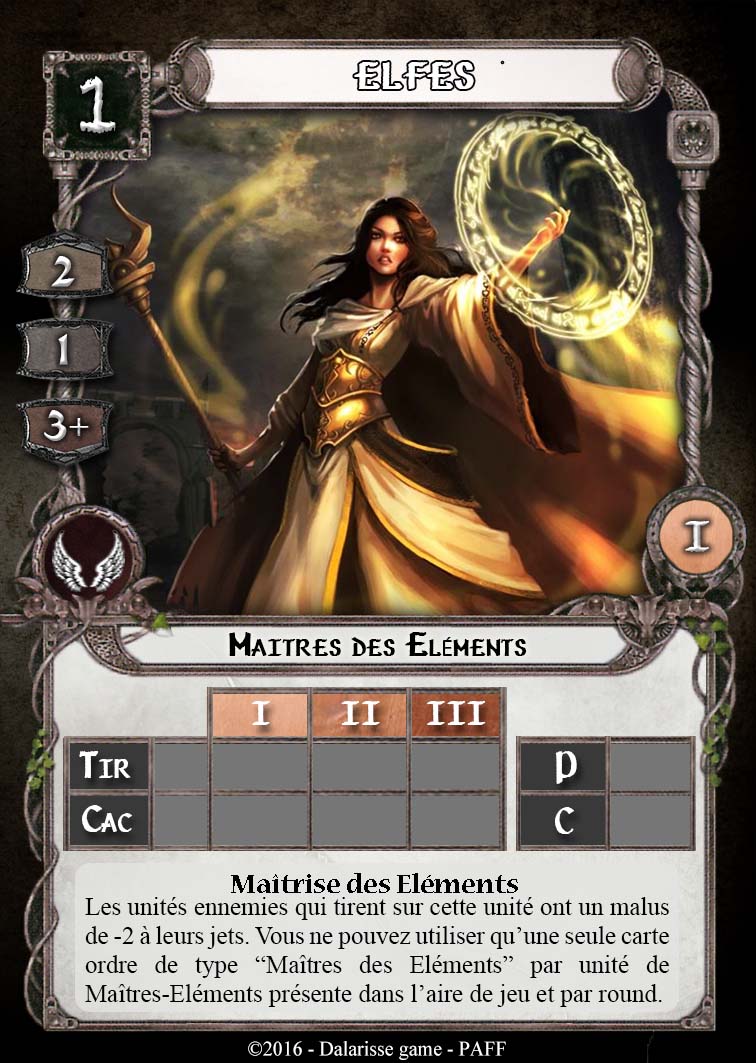 ELFES
1
2
1
3+
I
MAITRES DES ELÉMENTS
I II III
TIR
P
CAC
C
Maîtrise des Eléments
Les unités ennemies qui tirent sur cette unité ont un malus
de -2 à leurs jets. Vous ne pouvez utiliser qu’une seule carte
ordre de type “Maîtres des Eléments” par unité de
Maîtres-Eléments présente dans l’aire de jeu et par round.
©2016 - Dalarisse game - PAFF